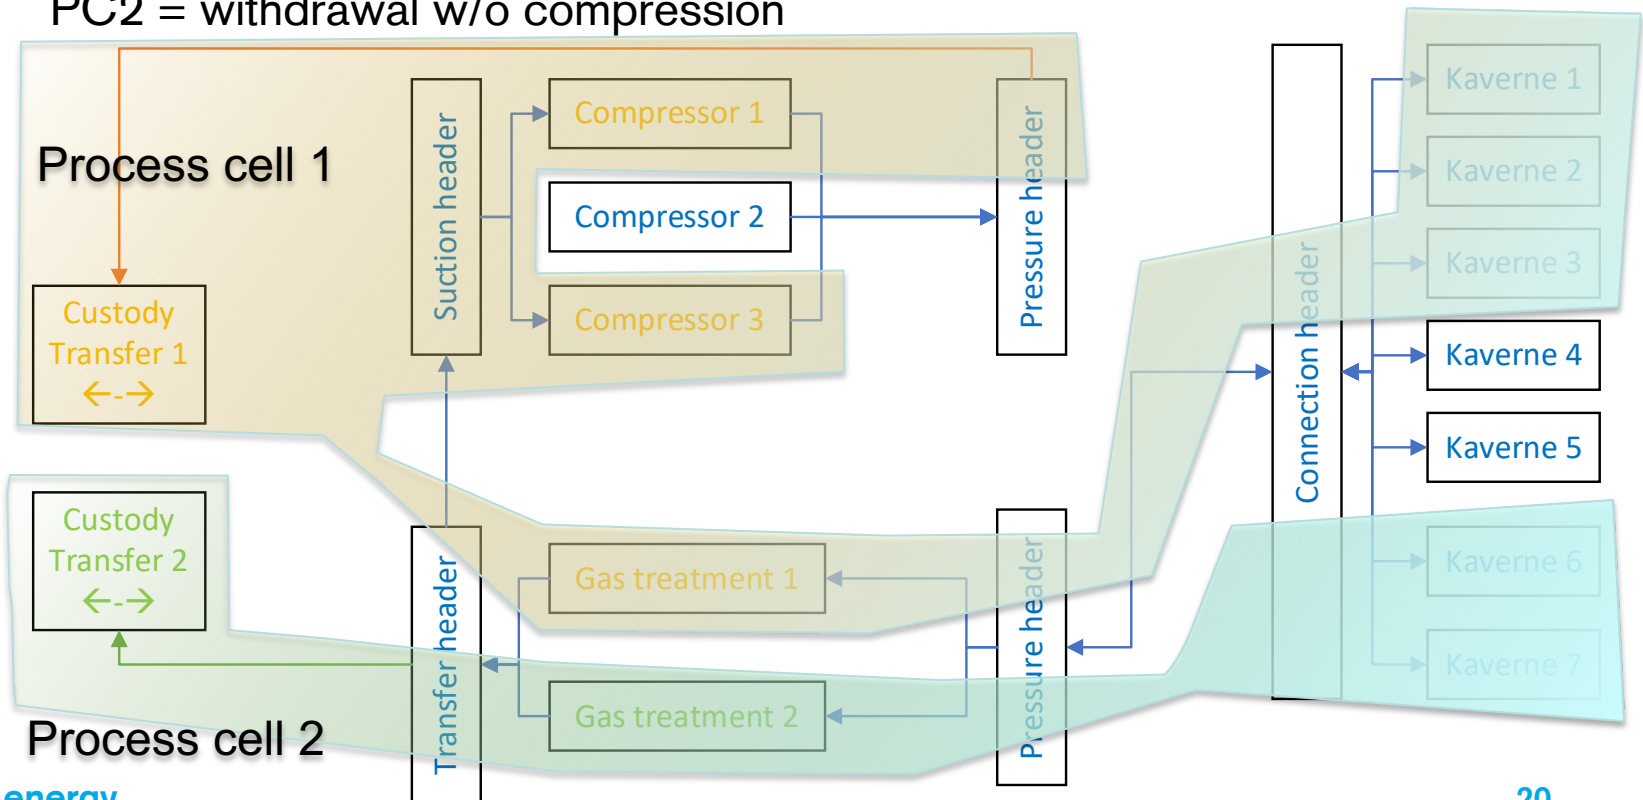 PC2 = withdrawal w/o compression
Process cell 1
Custody
Transfer 1
←-→
Suction header
Compressor 1
Compressor 2
Compressor 3
Pressure header
Connection header
Kaverne 1
Kaverne 2
Kaverne 3
Kaverne 4
Kaverne 5
Kaverne 6
Kaverne 7
Custody
Transfer 2
←-→
Transfer header
Gas treatment 1
Gas treatment 2
Pressure header
Process cell 2
energy
20